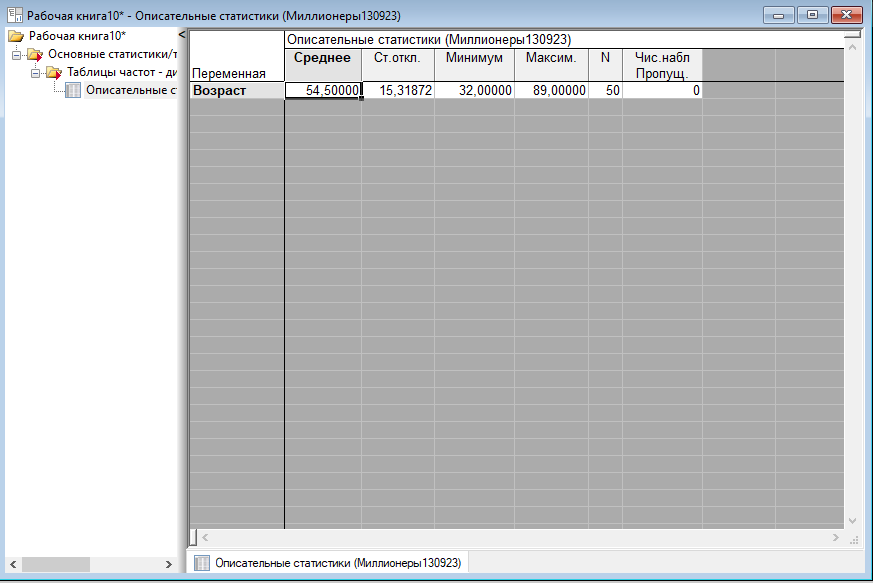 Рабочая книга10* - Описательные статистики (Миллионеры130923)
Рабочая книга10*
Основные статистики/т
Таблицы частот - ди
Описательные с
Описательные статистики (Миллионеры130923)
Переменная Среднее Ст.откл. Минимум Максим. N Чис.набл Пропущ.
Возраст 54,50000 15,31872 32,00000 89,00000 50 0
Описательные статистики (Миллионеры130923)